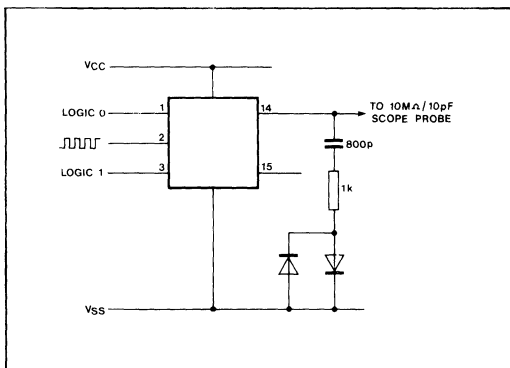 VCC
LOGIC 0
1
14
TO 10MΩ/10pF
SCOPE PROBE
2
800p
LOGIC 1
3
15
1k
VSS